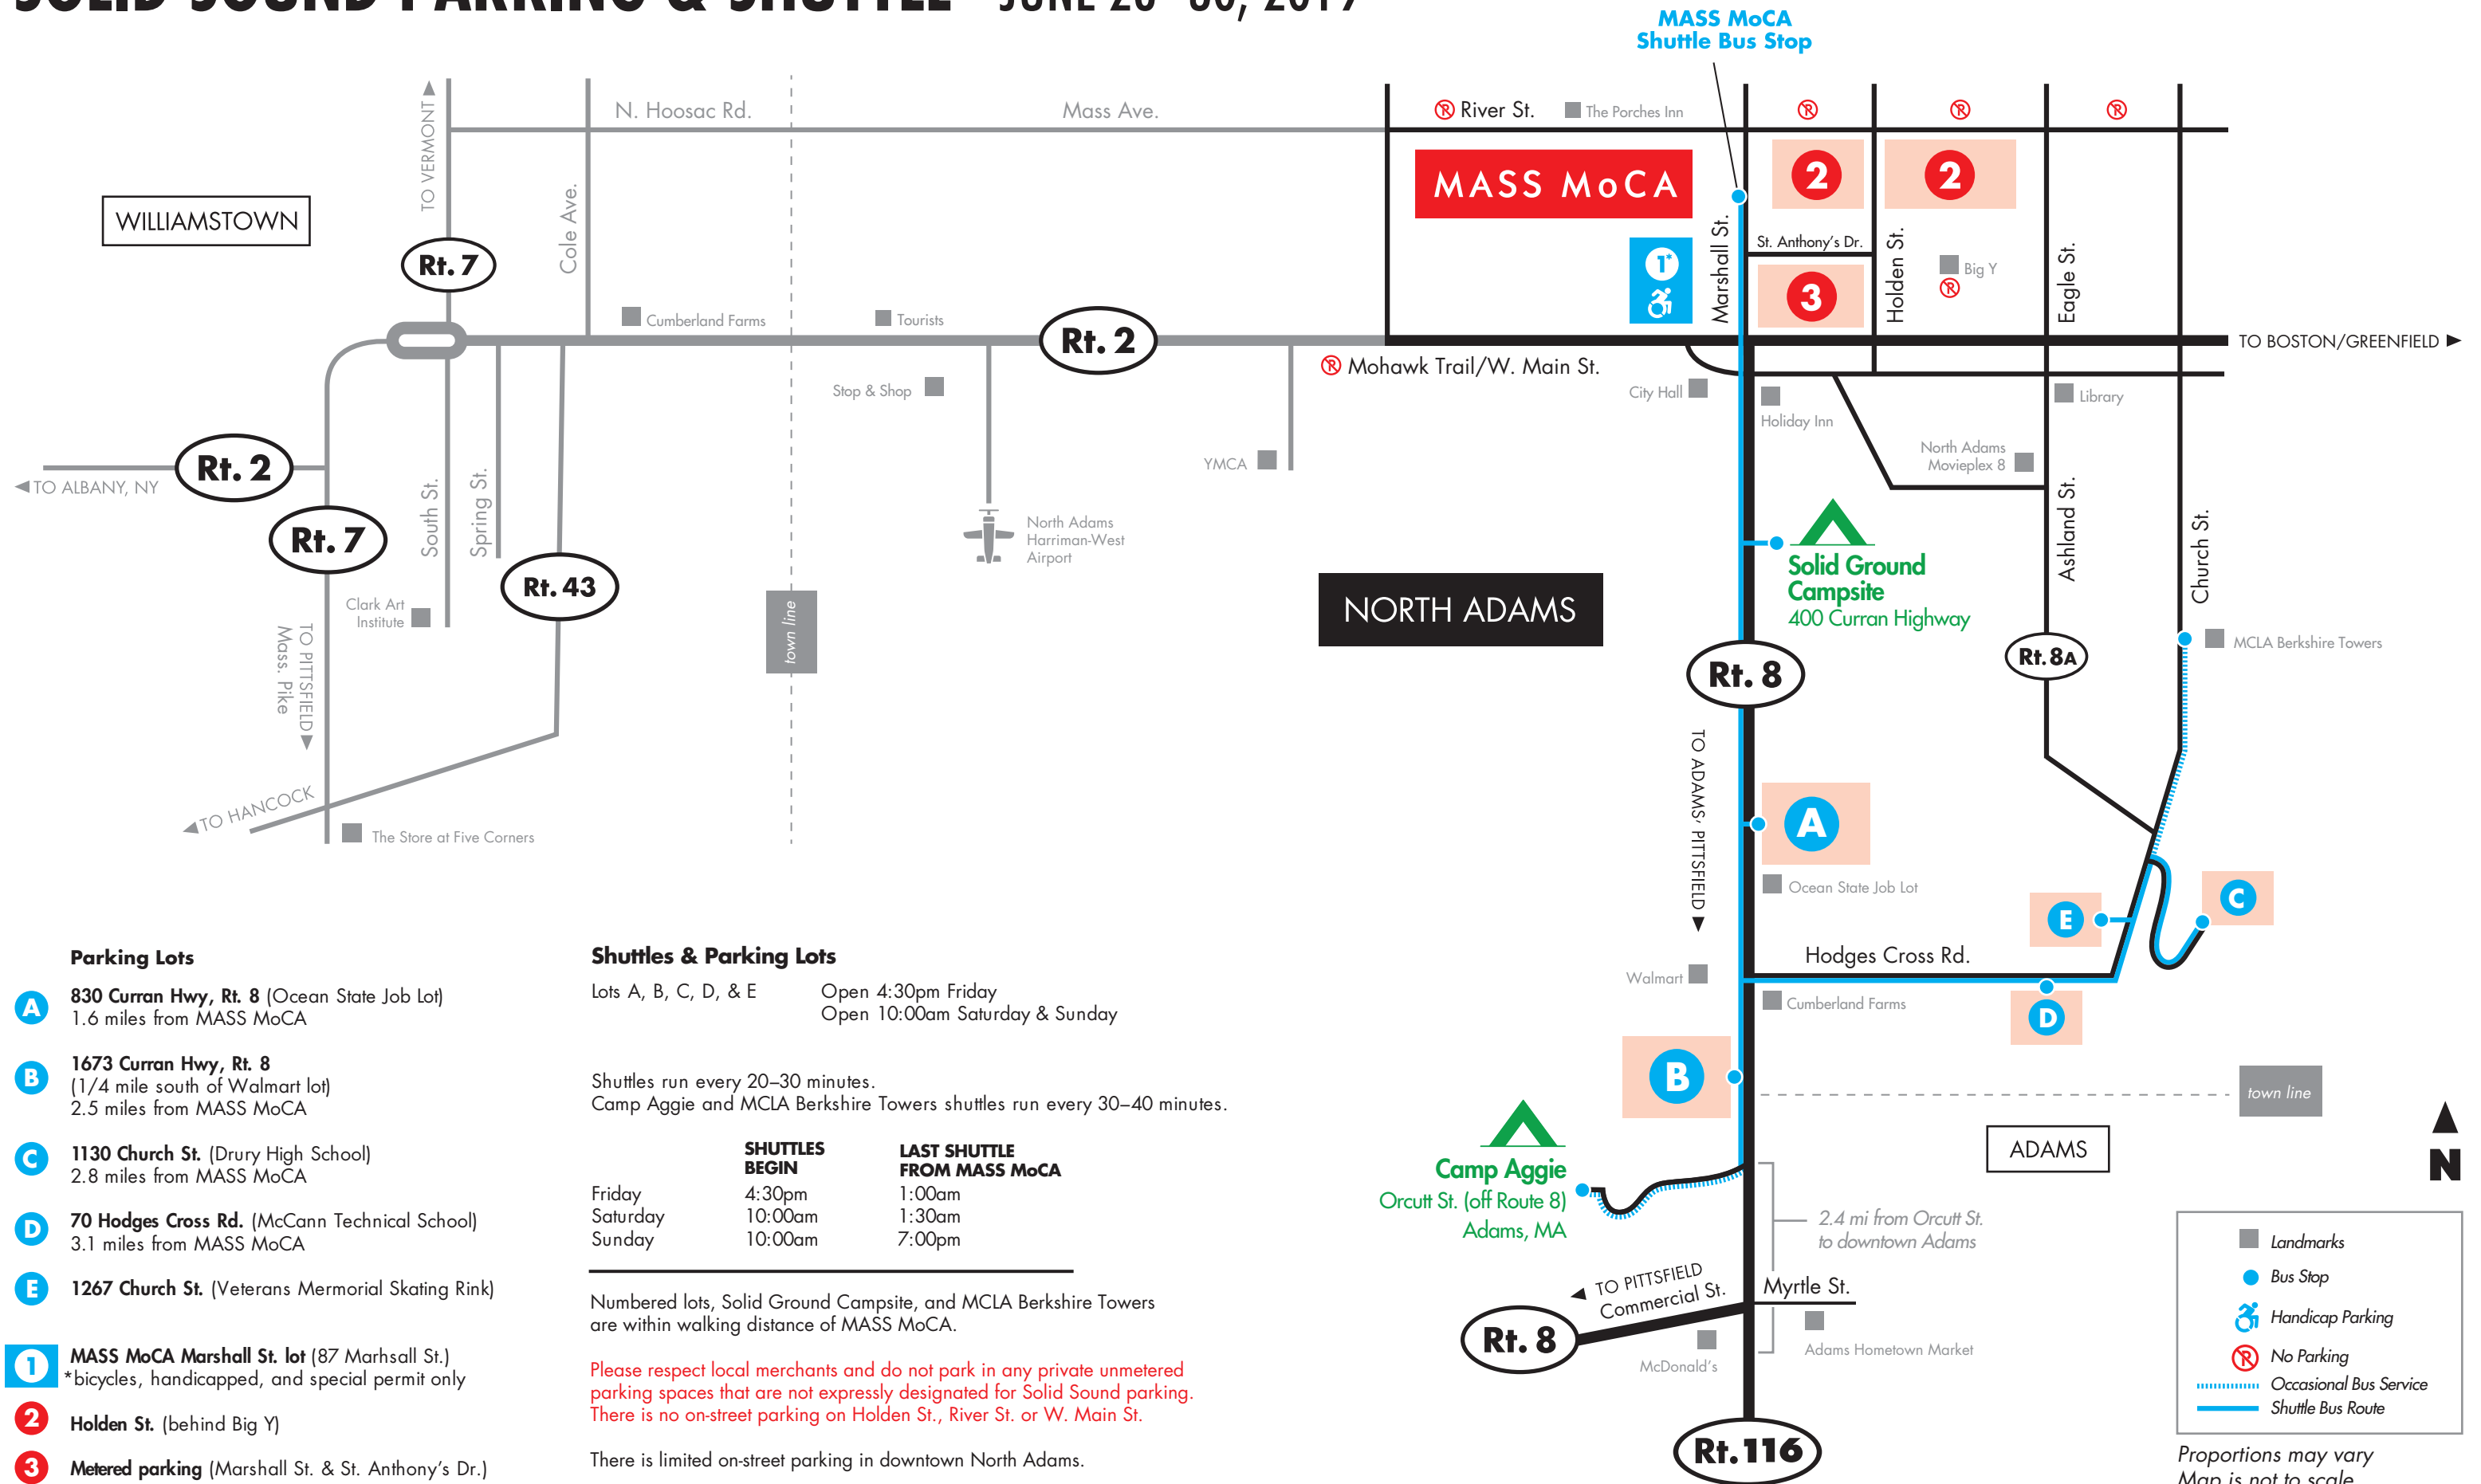 SOLID SOUND PARKING & SHUTTLE JUNE 28–30, 2019
MASS MoCA
Shuttle Bus Stop
TO VERMONT
N. Hoosac Rd.
Mass Ave.
River St.
The Porches Inn
WILLIAMSTOWN
MASS MoCA
2
2
Rt. 7
Cole Ave.
1*
Marshall St.
St. Anthony's Dr.
3
Holden St.
Big Y
Eagle St.
Cumberland Farms
Tourists
Rt. 2
TO BOSTON/GREENFIELD
Mohawk Trail/W. Main St.
Stop & Shop
City Hall
Holiday Inn
Library
Rt. 2
TO ALBANY, NY
YMCA
North Adams
Movieplex 8
Rt. 7
South St.
Spring St.
North Adams
Harriman-West
Airport
Ashland St.
Church St.
Solid Ground
Campsite
400 Curran Highway
Rt. 43
Clark Art
Institute
town line
NORTH ADAMS
MCLA Berkshire Towers
Rt. 8A
Rt. 8
TO PITTSFIELD
Mass. Pike
TO ADAMS, PITTSFIELD
TO HANCOCK
The Store at Five Corners
A
Ocean State Job Lot
C
E
Hodges Cross Rd.
Walmart
Cumberland Farms
D
B
town line
ADAMS
N
Camp Aggie
Orcutt St. (off Route 8)
Adams, MA
2.4 mi from Orcutt St.
to downtown Adams
TO PITTSFIELD
Commercial St.
Myrtle St.
Rt. 8
McDonald's
Adams Hometown Market
Rt. 116
Parking Lots
A 830 Curran Hwy, Rt. 8 (Ocean State Job Lot)
1.6 miles from MASS MoCA
B 1673 Curran Hwy, Rt. 8
(1/4 mile south of Walmart lot)
2.5 miles from MASS MoCA
C 1130 Church St. (Drury High School)
2.8 miles from MASS MoCA
D 70 Hodges Cross Rd. (McCann Technical School)
3.1 miles from MASS MoCA
E 1267 Church St. (Veterans Mermorial Skating Rink)
1 MASS MoCA Marshall St. lot (87 Marhsall St.)
*bicycles, handicapped, and special permit only
2 Holden St. (behind Big Y)
3 Metered parking (Marshall St. & St. Anthony's Dr.)
Shuttles & Parking Lots
Lots A, B, C, D, & E Open 4:30pm Friday
Open 10:00am Saturday & Sunday
Shuttles run every 20–30 minutes.
Camp Aggie and MCLA Berkshire Towers shuttles run every 30–40 minutes.
SHUTTLES BEGIN LAST SHUTTLE FROM MASS MoCA
Friday 4:30pm 1:00am
Saturday 10:00am 1:30am
Sunday 10:00am 7:00pm
Numbered lots, Solid Ground Campsite, and MCLA Berkshire Towers
are within walking distance of MASS MoCA.
Please respect local merchants and do not park in any private unmetered
parking spaces that are not expressly designated for Solid Sound parking.
There is no on-street parking on Holden St., River St. or W. Main St.
There is limited on-street parking in downtown North Adams.
Landmarks
Bus Stop
Handicap Parking
No Parking
Occasional Bus Service
Shuttle Bus Route
Proportions may vary
Map is not to scale